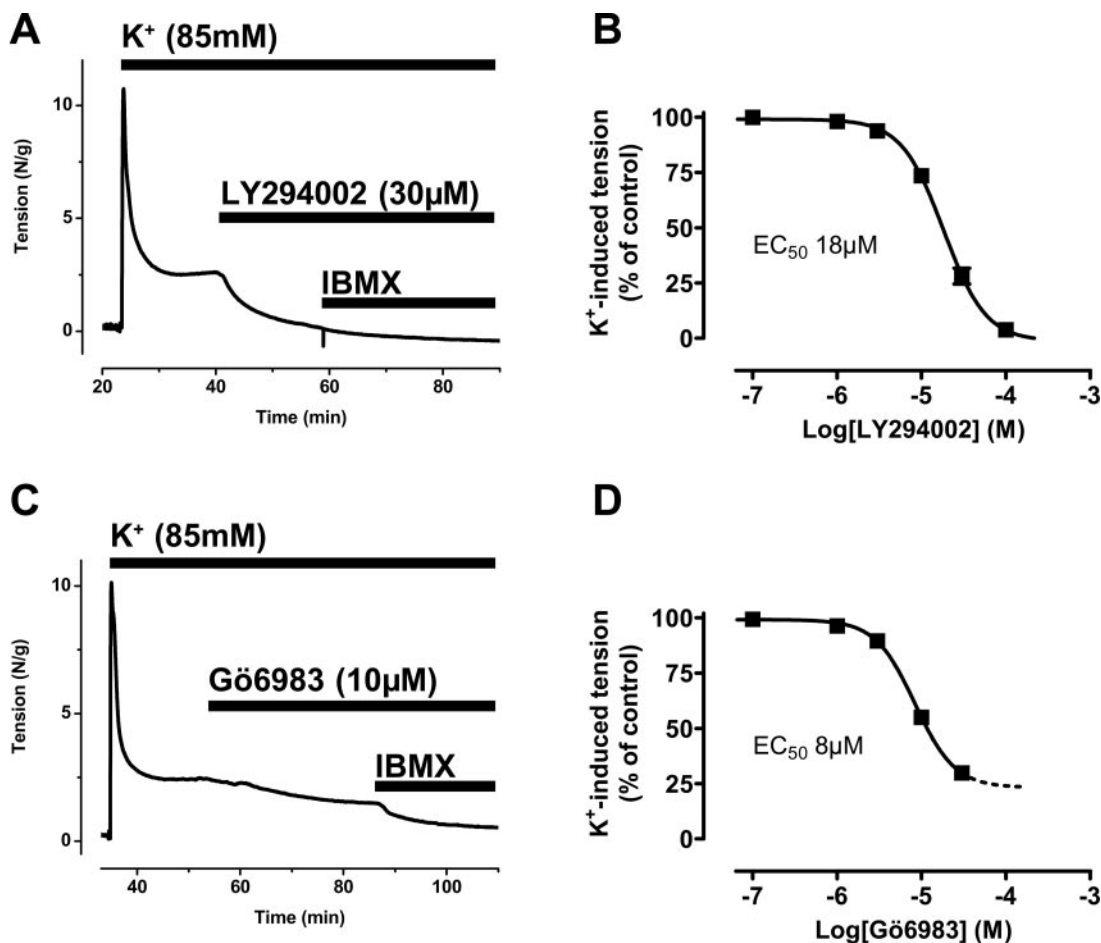 A
K⁺ (85mM)
10
5
0
Tension (N/g)
LY294002 (30µM)
IBMX
20 40 60 80
Time (min)
B
100
75
50
25
0
K⁺-induced tension
(% of control)
EC₅₀ 18µM
-7 -6 -5 -4 -3
Log[LY294002] (M)
C
K⁺ (85mM)
10
5
0
Tension (N/g)
Gö6983 (10µM)
IBMX
40 60 80 100
Time (min)
D
100
75
50
25
0
K⁺-induced tension
(% of control)
EC₅₀ 8µM
-7 -6 -5 -4 -3
Log[Gö6983] (M)